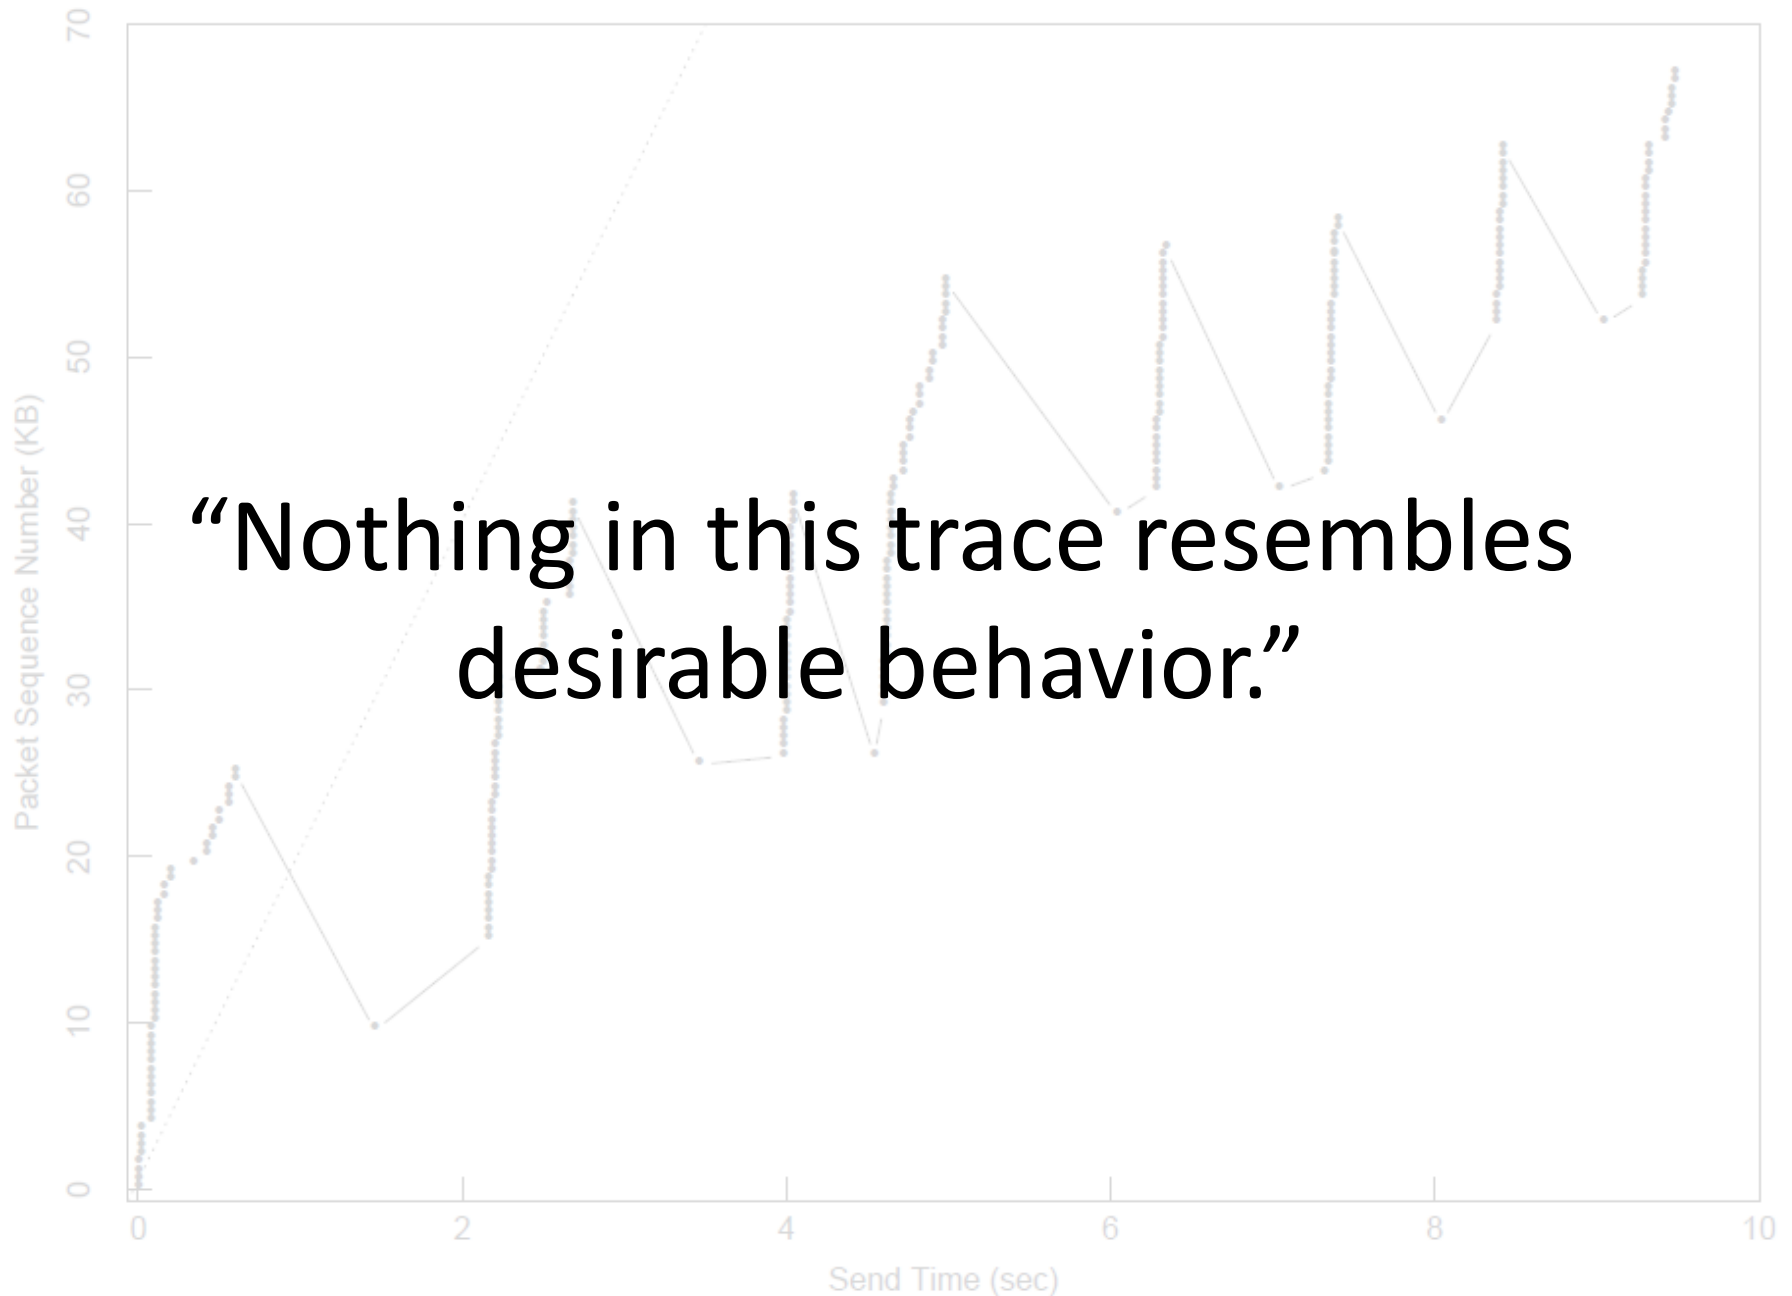 70
60
50
40
30
20
10
0
Packet Sequence Number (KB)
“Nothing in this trace resembles
desirable behavior.”
0 2 4 6 8 10
Send Time (sec)